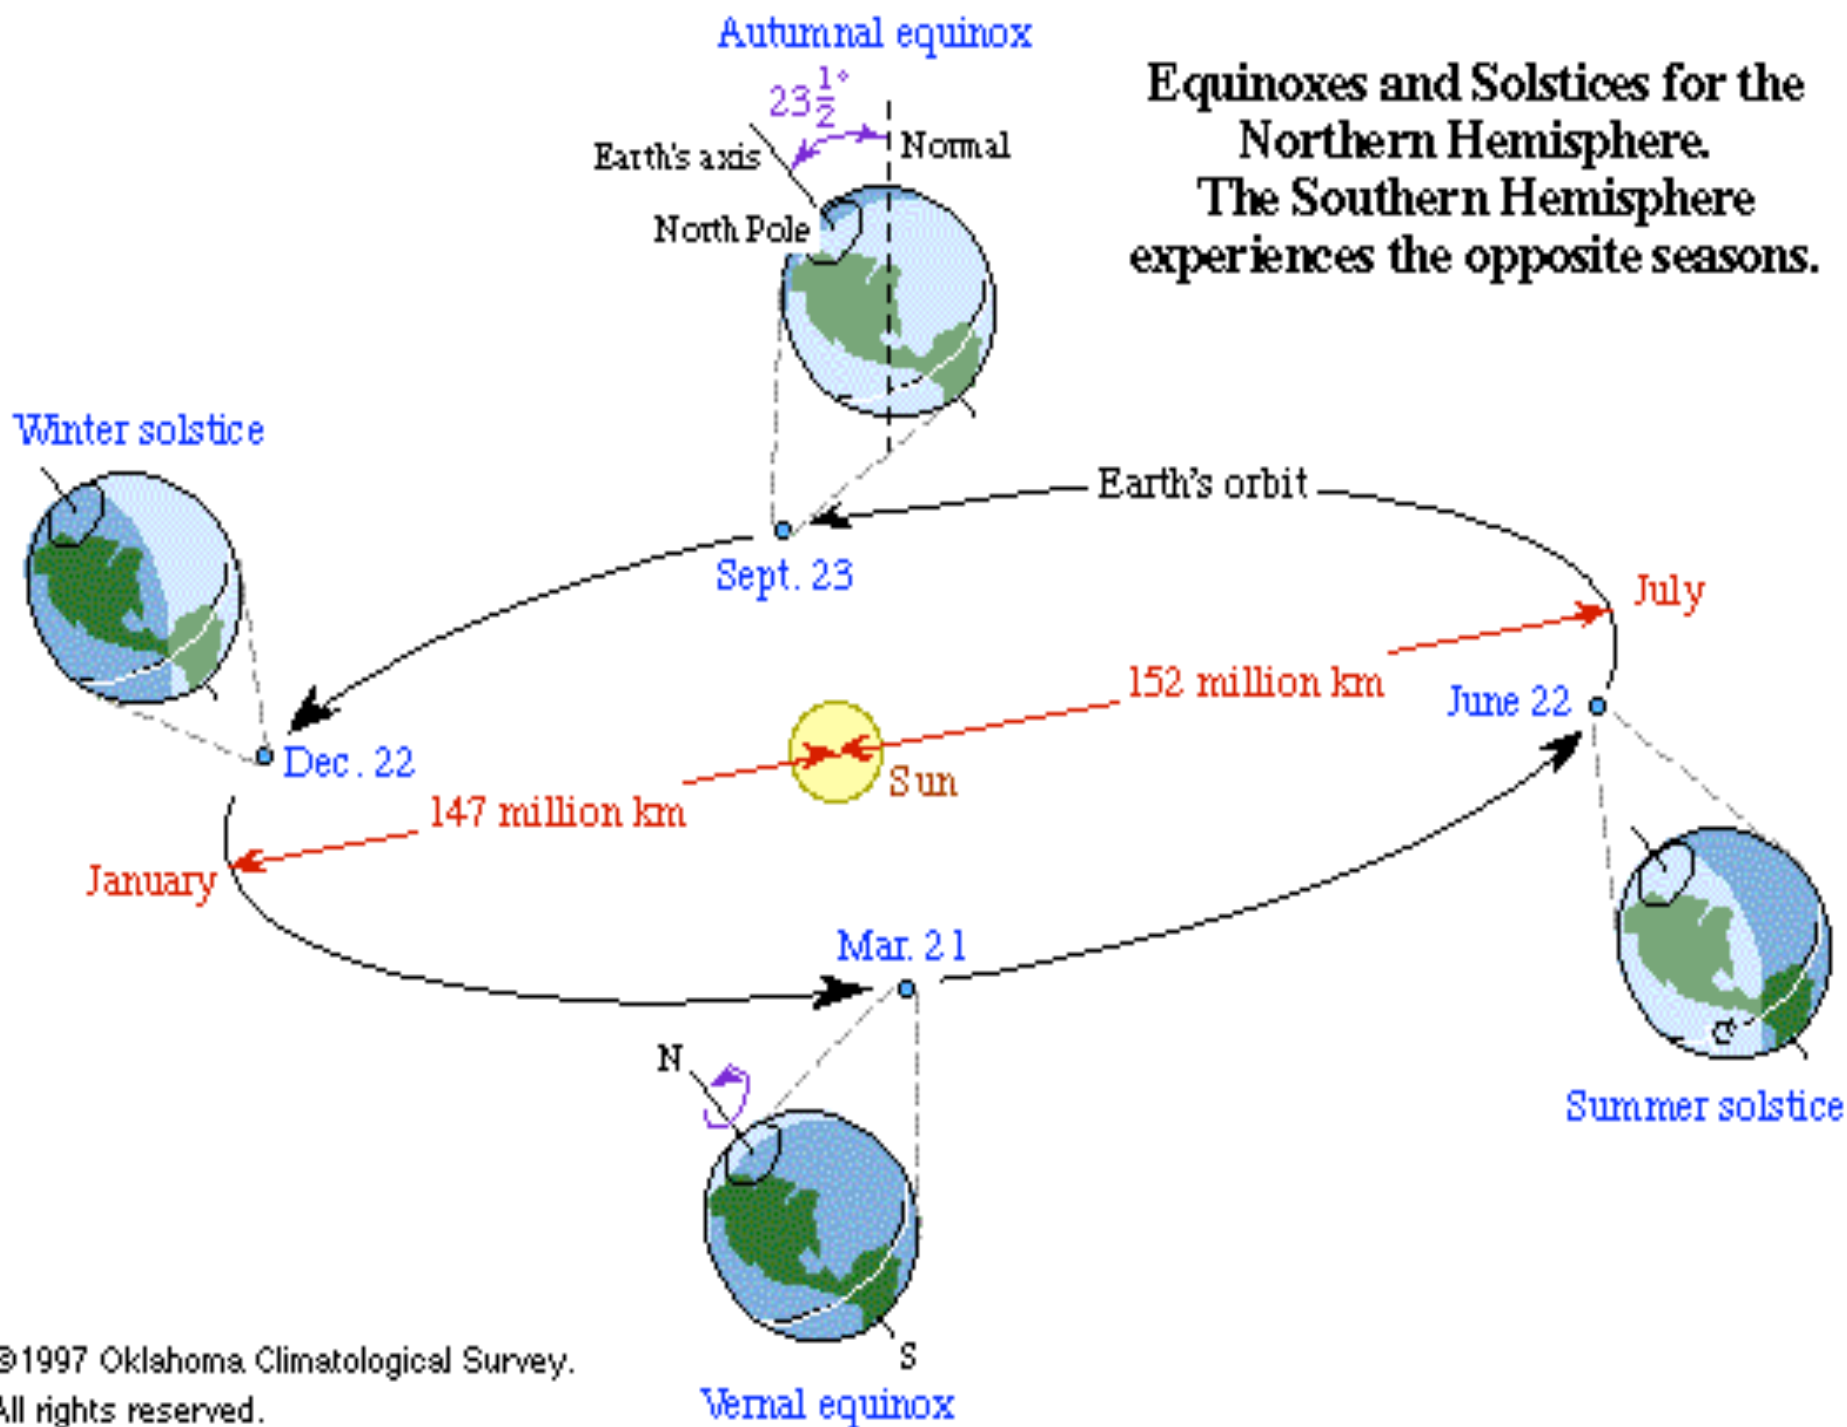 Autumnal equinox
Equinoxes and Solstices for the
Northern Hemisphere.
The Southern Hemisphere
experiences the opposite seasons.
23 1/2°
Earth's axis
Normal
North Pole
Winter solstice
Earth's orbit
Sept. 23
July
152 million km
June 22
Dec. 22
Sun
147 million km
January
Mar. 21
N
Summer solstice
S
©1997 Oklahoma Climatological Survey.
All rights reserved.
Vernal equinox